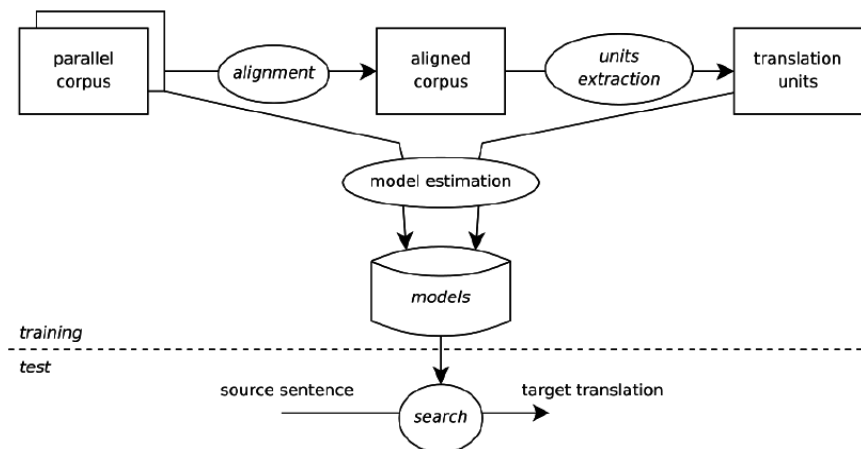 parallel
corpus
alignment
aligned
corpus
units
extraction
translation
units
model estimation
models
training
test
source sentence
target translation
search